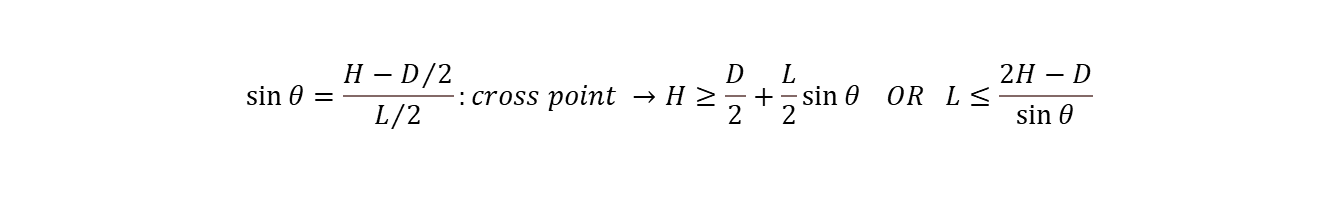 sin θ = (H − D/2)/(L/2) : cross point → H ≥ D/2 + L/2 sin θ OR L ≤ (2H − D)/(sin θ)